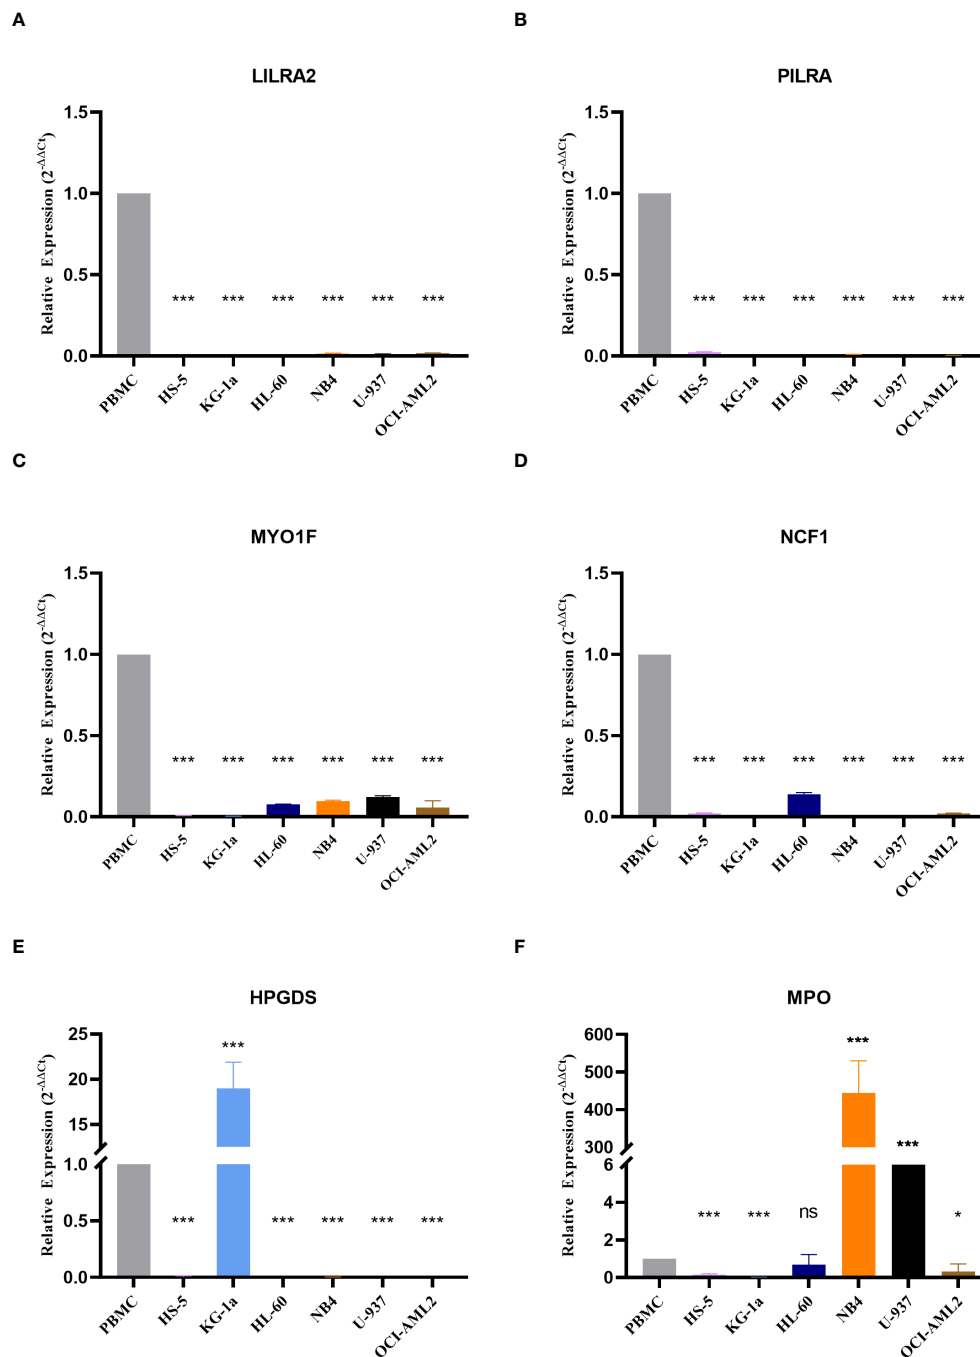 A
LILRA2
Relative Expression (2^-ΔΔCt)
1.5
1.0
0.5
0.0
*** *** *** *** *** ***
PBMC HS-5 KG-1a HL-60 NB4 U-937 OCI-AML2
B
PILRA
Relative Expression (2^-ΔΔCt)
1.5
1.0
0.5
0.0
*** *** *** *** *** ***
PBMC HS-5 KG-1a HL-60 NB4 U-937 OCI-AML2
C
MYO1F
Relative Expression (2^-ΔΔCt)
1.5
1.0
0.5
0.0
*** *** *** *** *** ***
PBMC HS-5 KG-1a HL-60 NB4 U-937 OCI-AML2
D
NCF1
Relative Expression (2^-ΔΔCt)
1.5
1.0
0.5
0.0
*** *** *** *** *** ***
PBMC HS-5 KG-1a HL-60 NB4 U-937 OCI-AML2
E
HPGDS
Relative Expression (2^-ΔΔCt)
25
20
15
1.0
0.5
0.0
*** *** *** *** *** ***
PBMC HS-5 KG-1a HL-60 NB4 U-937 OCI-AML2
F
MPO
Relative Expression (2^-ΔΔCt)
600
500
400
300
6
4
2
0
*** *** ns *** *** *
PBMC HS-5 KG-1a HL-60 NB4 U-937 OCI-AML2